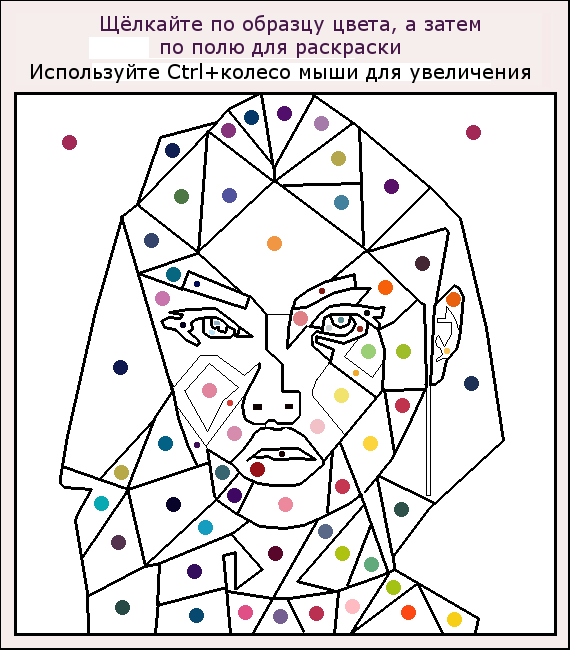 Щёлкайте по образцу цвета, а затем
по полю для раскраски
Используйте Ctrl+колесо мыши для увеличения